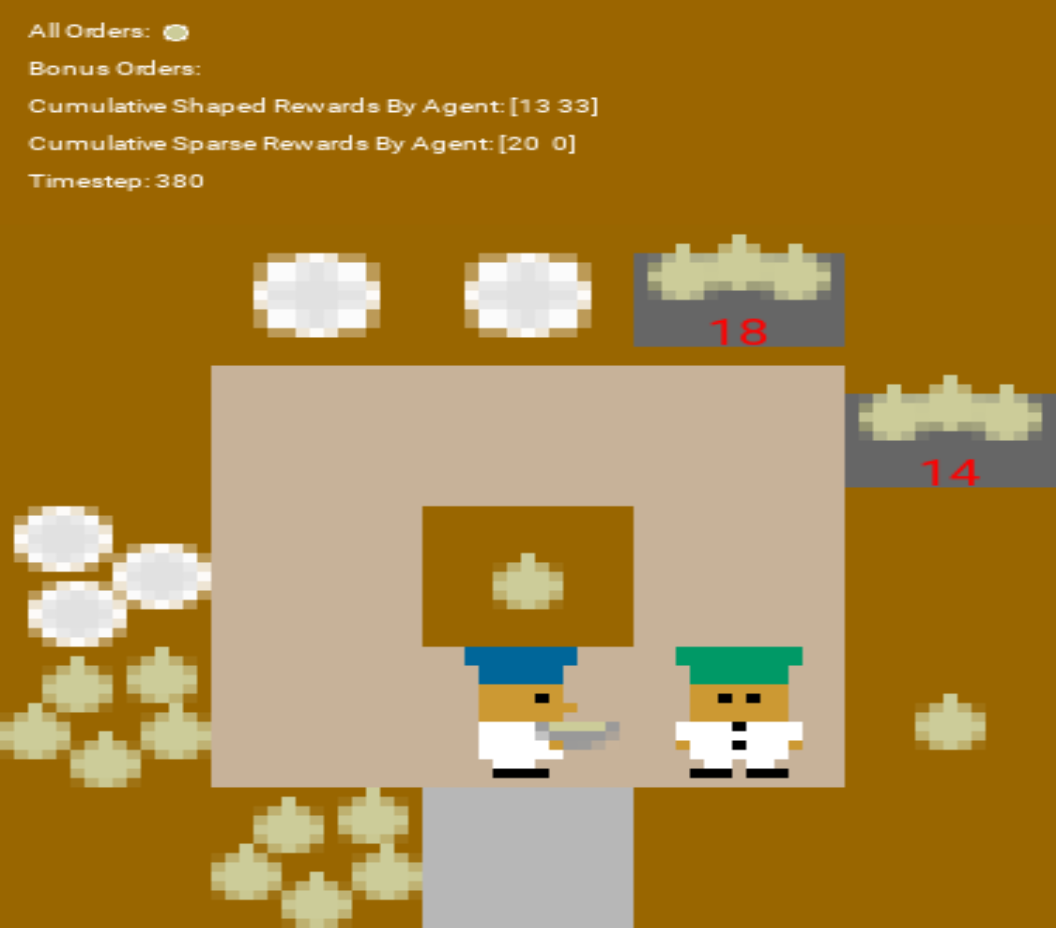 All Orders:
Bonus Orders:
Cumulative Shaped Rewards By Agent: [13 33]
Cumulative Sparse Rewards By Agent: [20  0]
Timestep: 380
18
14